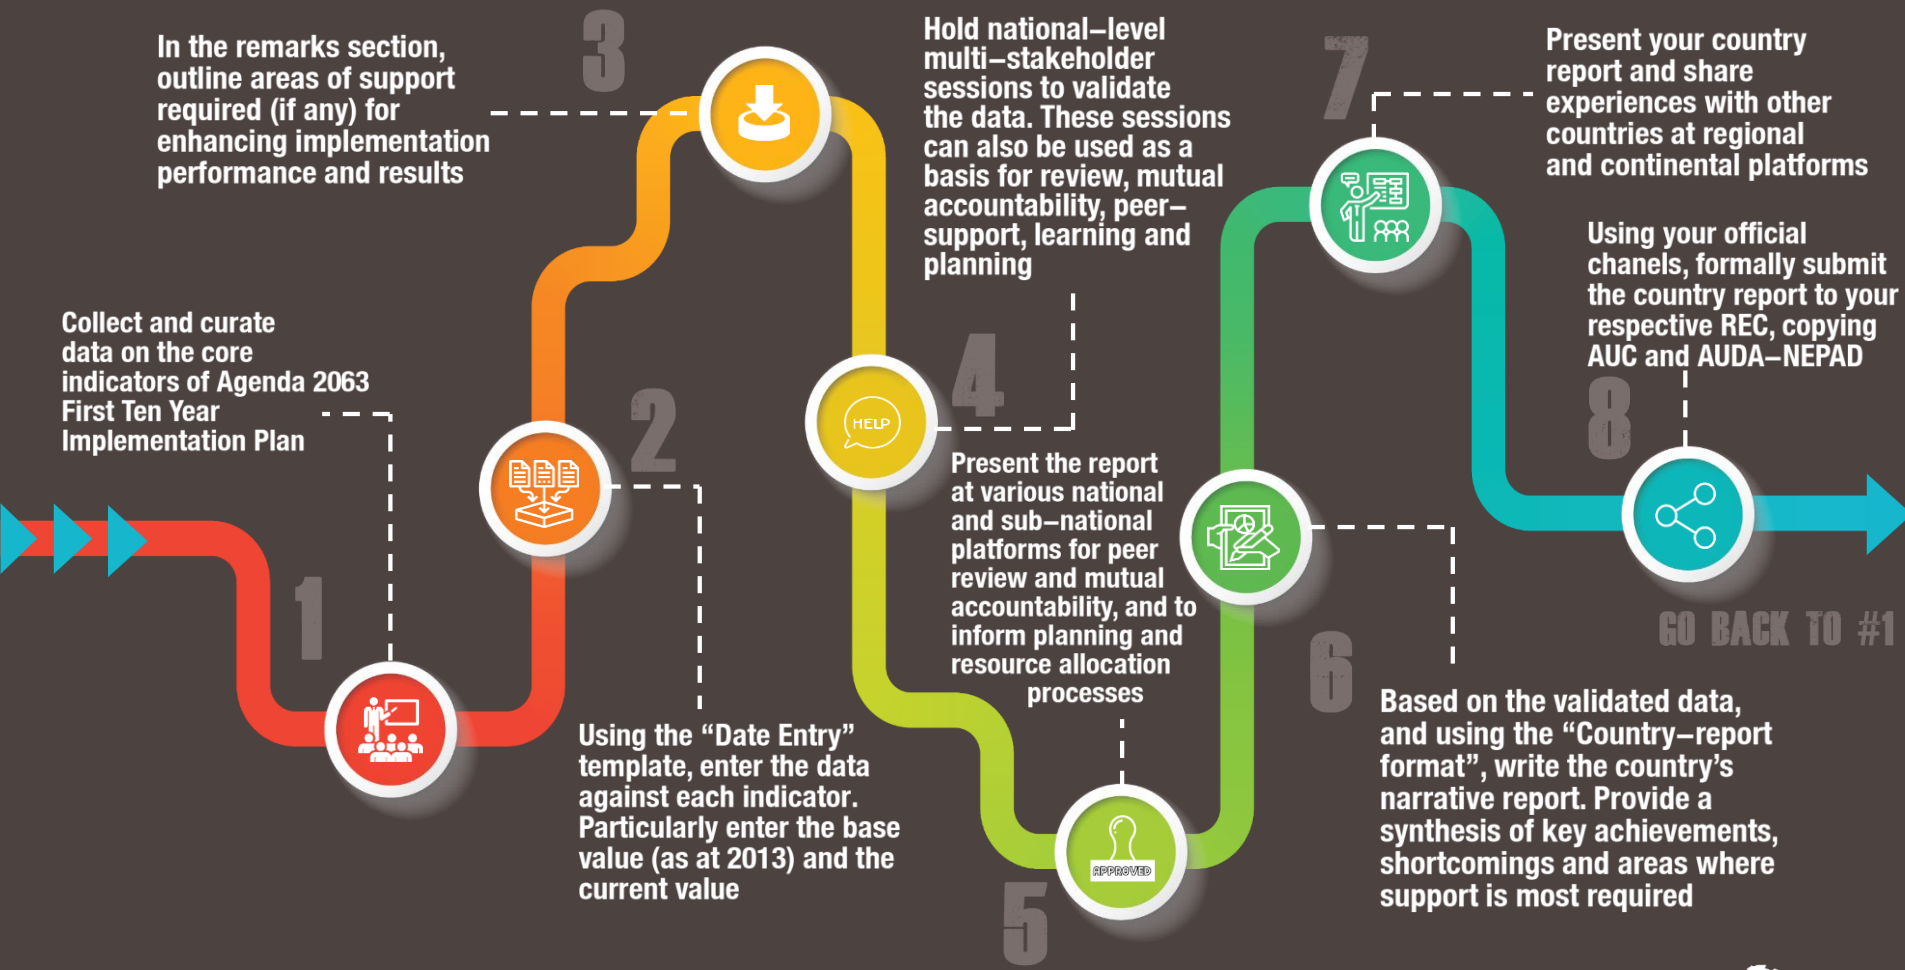 1
Collect and curate
data on the core
indicators of Agenda 2063
First Ten Year
Implementation Plan
2
Using the “Date Entry”
template, enter the data
against each indicator.
Particularly enter the base
value (as at 2013) and the
current value
3
In the remarks section,
outline areas of support
required (if any) for
enhancing implementation
performance and results
4
Hold national–level
multi–stakeholder
sessions to validate
the data. These sessions
can also be used as a
basis for review, mutual
accountability, peer–
support, learning and
planning
HELP
5
Present the report
at various national
and sub–national
platforms for peer
review and mutual
accountability, and to
inform planning and
resource allocation
processes
APPROVED
6
Based on the validated data,
and using the “Country–report
format”, write the country’s
narrative report. Provide a
synthesis of key achievements,
shortcomings and areas where
support is most required
7
Present your country
report and share
experiences with other
countries at regional
and continental platforms
8
Using your official
chanels, formally submit
the country report to your
respective REC, copying
AUC and AUDA–NEPAD
GO BACK TO #1